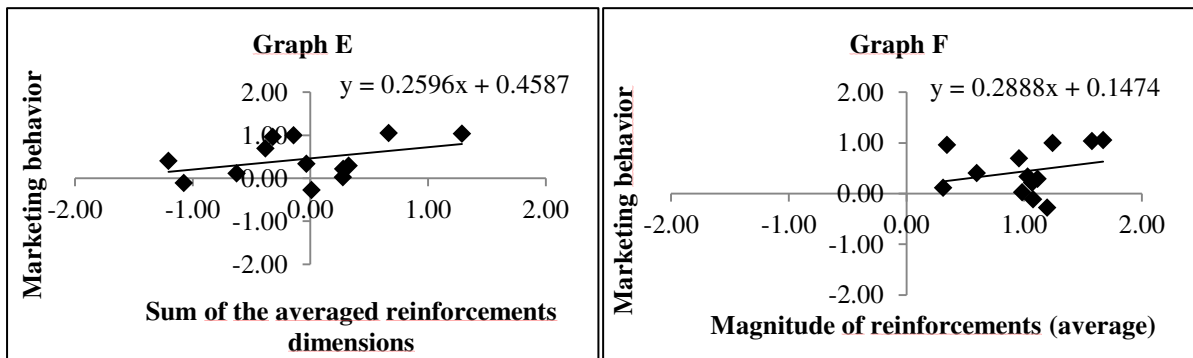 Graph E
y = 0.2596x + 0.4587
Marketing behavior
2.00
1.00
0.00
-1.00
-2.00
-2.00 -1.00 0.00 1.00 2.00
Sum of the averaged reinforcements
dimensions
Graph F
y = 0.2888x + 0.1474
Marketing behavior
2.00
1.00
0.00
-1.00
-2.00
-2.00 -1.00 0.00 1.00 2.00
Magnitude of reinforcements (average)